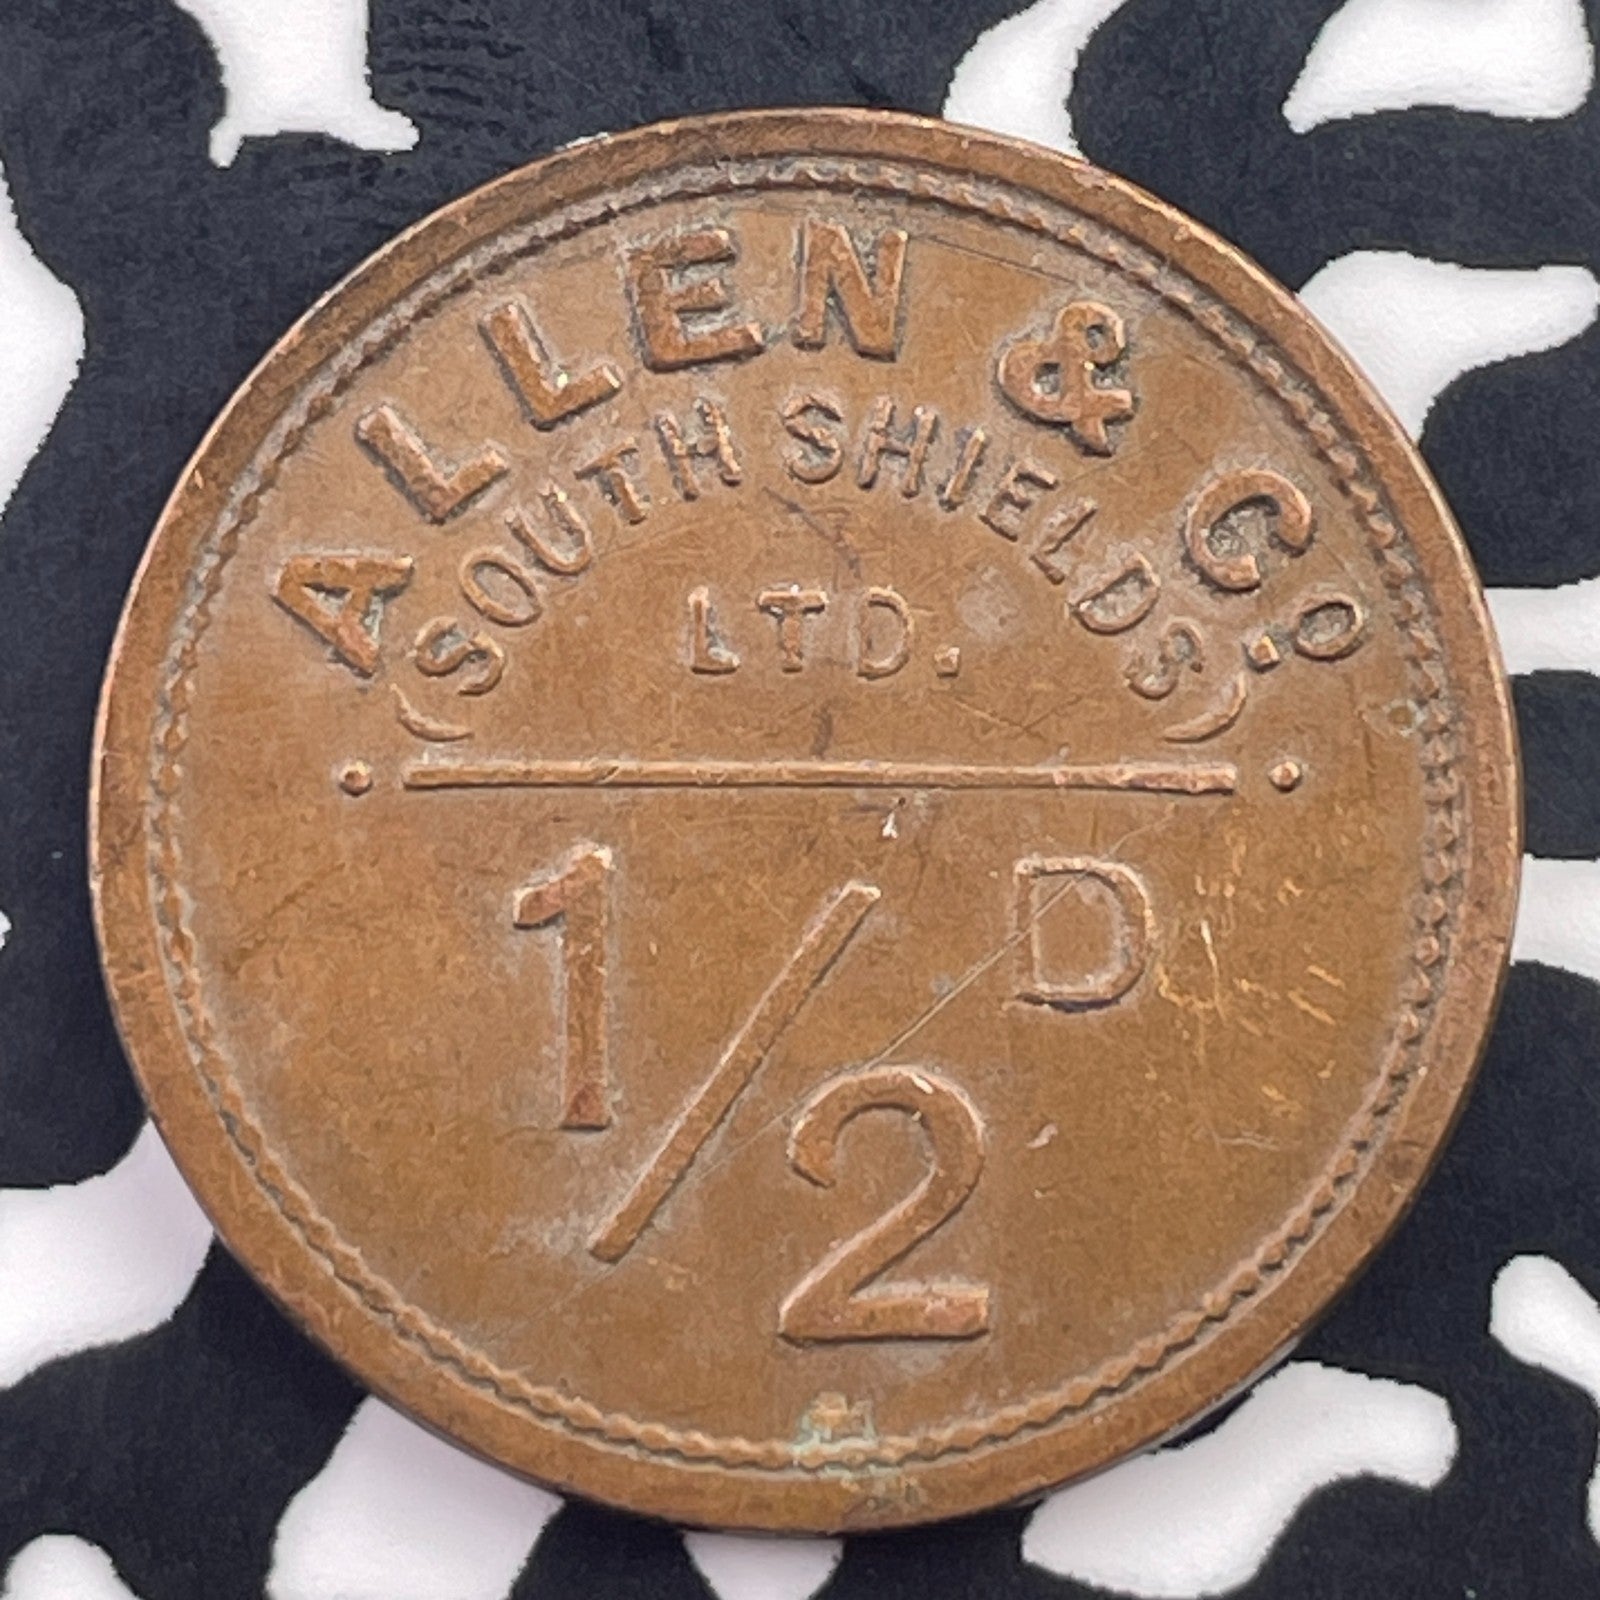 ALLEN & Co.
(SOUTH SHIELDS)
LTD.
1/2 D